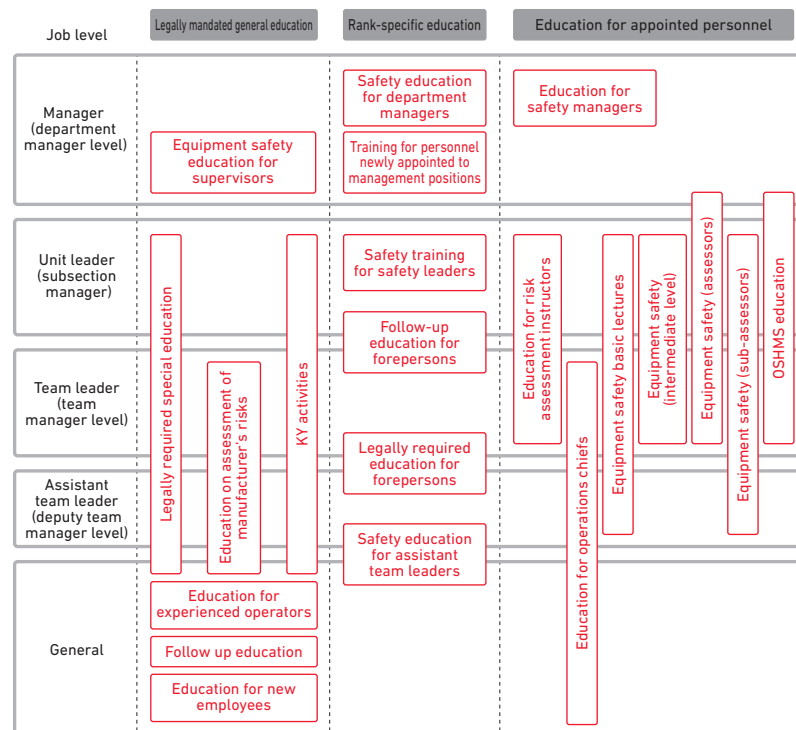 Job level
Legally mandated general education
Rank-specific education
Education for appointed personnel
Manager
(department
manager level)
Equipment safety
education for
supervisors
Safety education
for department
managers
Training for personnel
newly appointed to
management positions
Education for
safety managers
Unit leader
(subsection
manager)
Team leader
(team
manager level)
Assistant
team leader
(deputy team
manager level)
General
Legally required special education
Education on assessment of
manufacturer's risks
KY activities
Education for
experienced operators
Follow up education
Education for new
employees
Safety training
for safety leaders
Follow-up
education for
forepersons
Legally required
education for
forepersons
Safety education
for assistant
team leaders
Education for risk
assessment instructors
Education for operations chiefs
Equipment safety basic lectures
Equipment safety
(intermediate level)
Equipment safety (assessors)
Equipment safety (sub-assessors)
OSHMS education